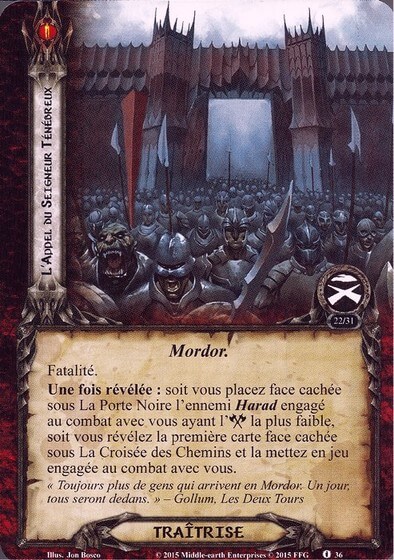 L'Appel du Seigneur Ténébreux
22/31
Mordor.
Fatalité.
Une fois révélée : soit vous placez face cachée
sous La Porte Noire l'ennemi Harad engagé
au combat avec vous ayant l' la plus faible,
soit vous révélez la première carte face cachée
sous La Croisée des Chemins et la mettez en jeu
engagée au combat avec vous.
« Toujours plus de gens qui arrivent en Mordor. Un jour,
tous seront dedans. » – Gollum, Les Deux Tours
TRAÎTRISE
Illus. Jon Bosco © 2015 Middle-earth Enterprises © 2015 FFG 36